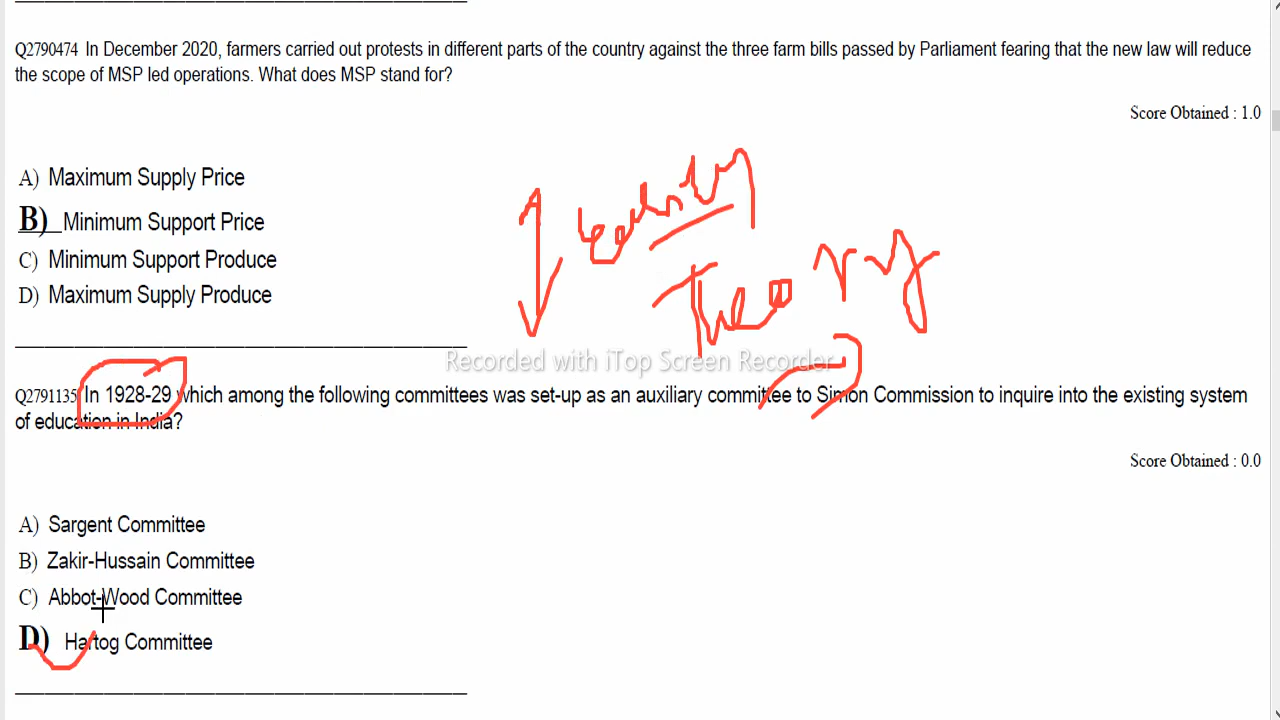 Q2790474 In December 2020, farmers carried out protests in different parts of the country against the three farm bills passed by Parliament fearing that the new law will reduce
the scope of MSP led operations. What does MSP stand for?
Score Obtained : 1.0
A) Maximum Supply Price
B) Minimum Support Price
C) Minimum Support Produce
D) Maximum Supply Produce
Theory
Recorded with iTop Screen Recorder
Q2791135 In 1928-29 which among the following committees was set-up as an auxiliary committee to Simon Commission to inquire into the existing system
of education in India?
Score Obtained : 0.0
A) Sargent Committee
B) Zakir-Hussain Committee
C) Abbot-Wood Committee
D) Hartog Committee